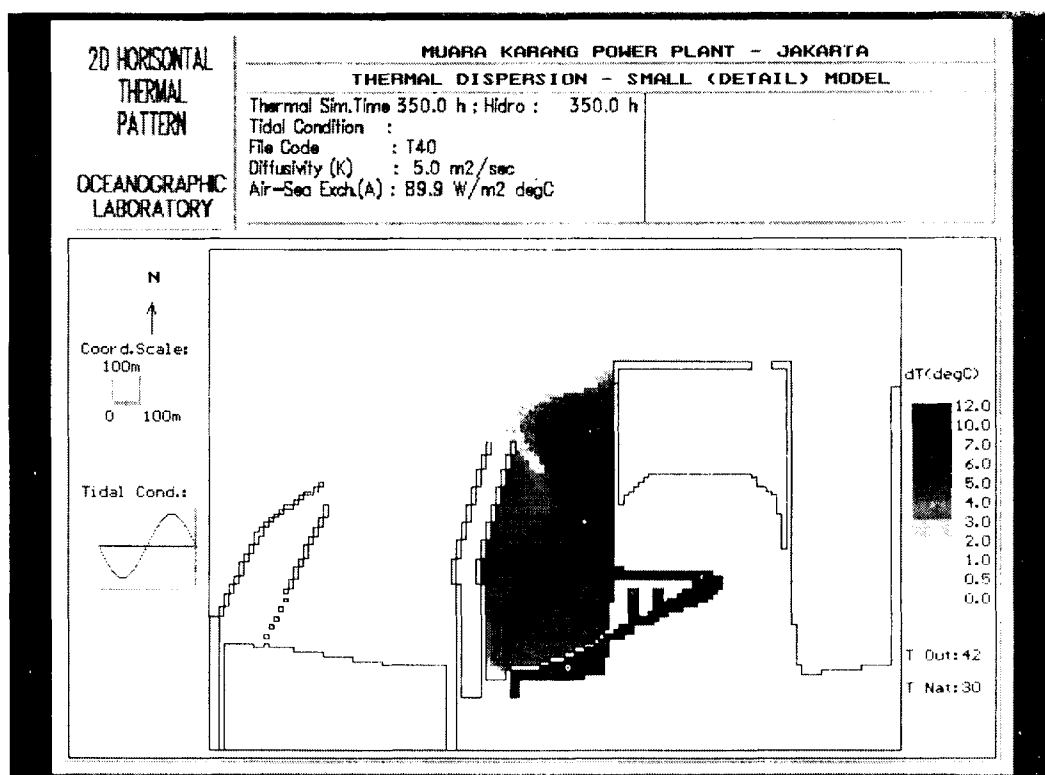 2D HORISONTAL
THERMAL
PATTERN
OCEANOGRAPHIC
LABORATORY
MUARA KARANG POWER PLANT - JAKARTA
THERMAL DISPERSION - SMALL (DETAIL) MODEL
Thermal Sim.Time 350.0 h ; Hidro : 350.0 h
Tidal Condition :
File Code : T40
Diffusivity (K) : 5.0 m2/sec
Air-Sea Exch.(A) : 89.9 W/m2 degC
N
Coord.Scale:
100m
0 100m
Tidal Cond.:
dT(degC)
12.0
10.0
7.0
6.0
5.0
4.0
3.0
2.0
1.0
0.5
0.0
T Out:42
T Nat:30